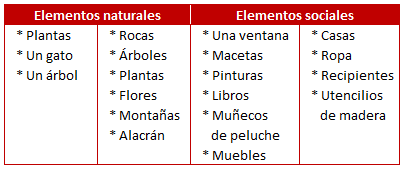 Elementos naturales
Elementos sociales
* Plantas
* Un gato
* Un árbol
* Rocas
* Árboles
* Plantas
* Flores
* Montañas
* Alacrán
* Una ventana
* Macetas
* Pinturas
* Libros
* Muñecos
de peluche
* Muebles
* Casas
* Ropa
* Recipientes
* Utencilios
de madera